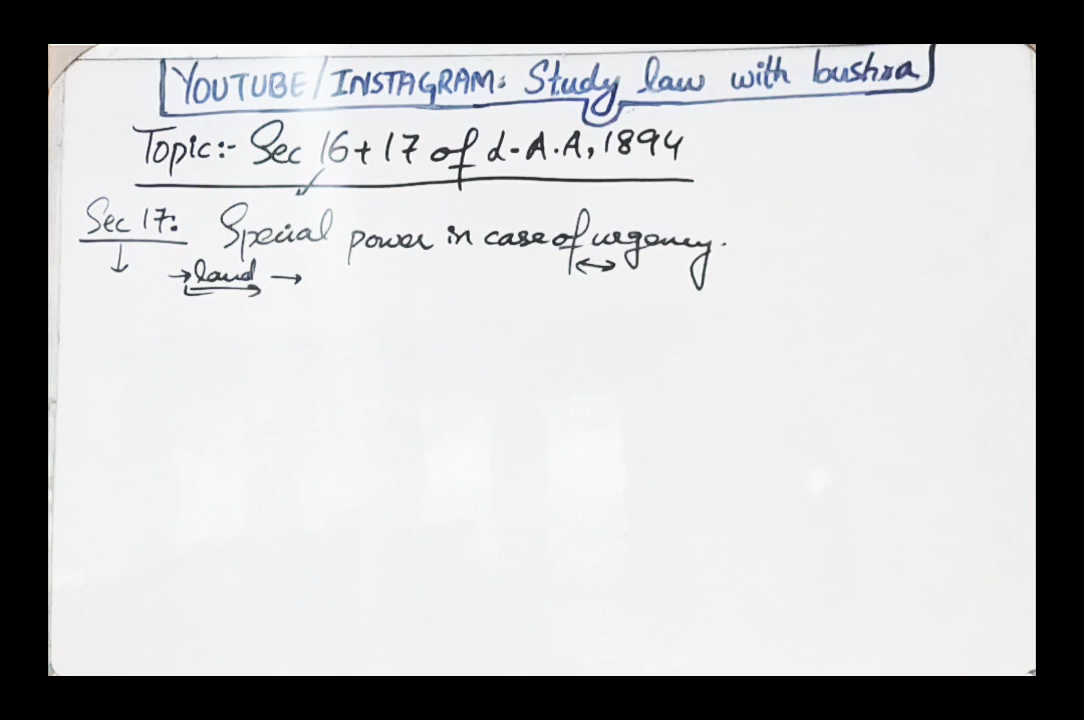 YOUTUBE/INSTAGRAM: Study law with bushra
Topic:- Sec 16+17 of L.A.A, 1894
Sec 17: Special power in case of urgency.
↓ →land →